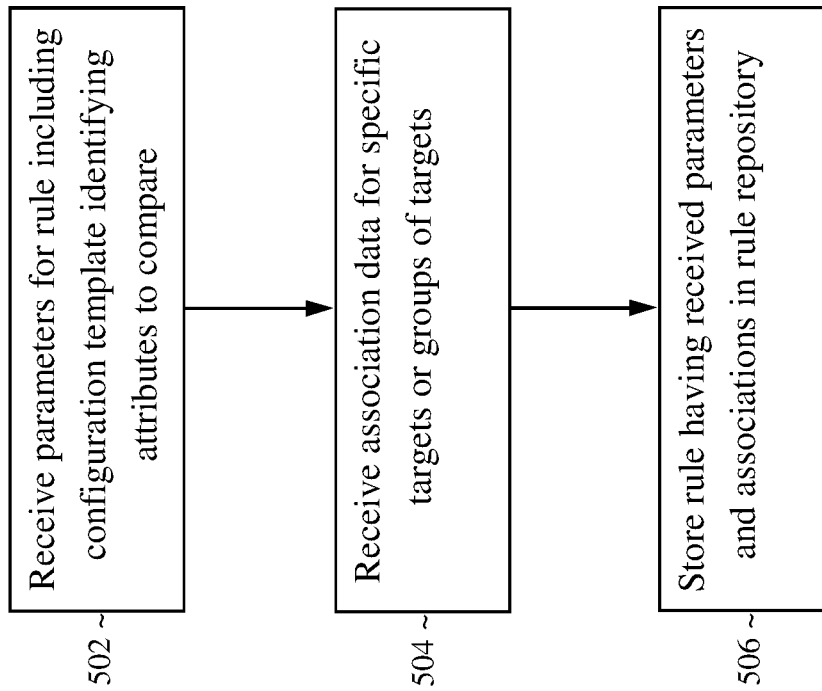 502 ~
Receive parameters for rule including
configuration template identifying
attributes to compare
504 ~
Receive association data for specific
targets or groups of targets
506 ~
Store rule having received parameters
and associations in rule repository